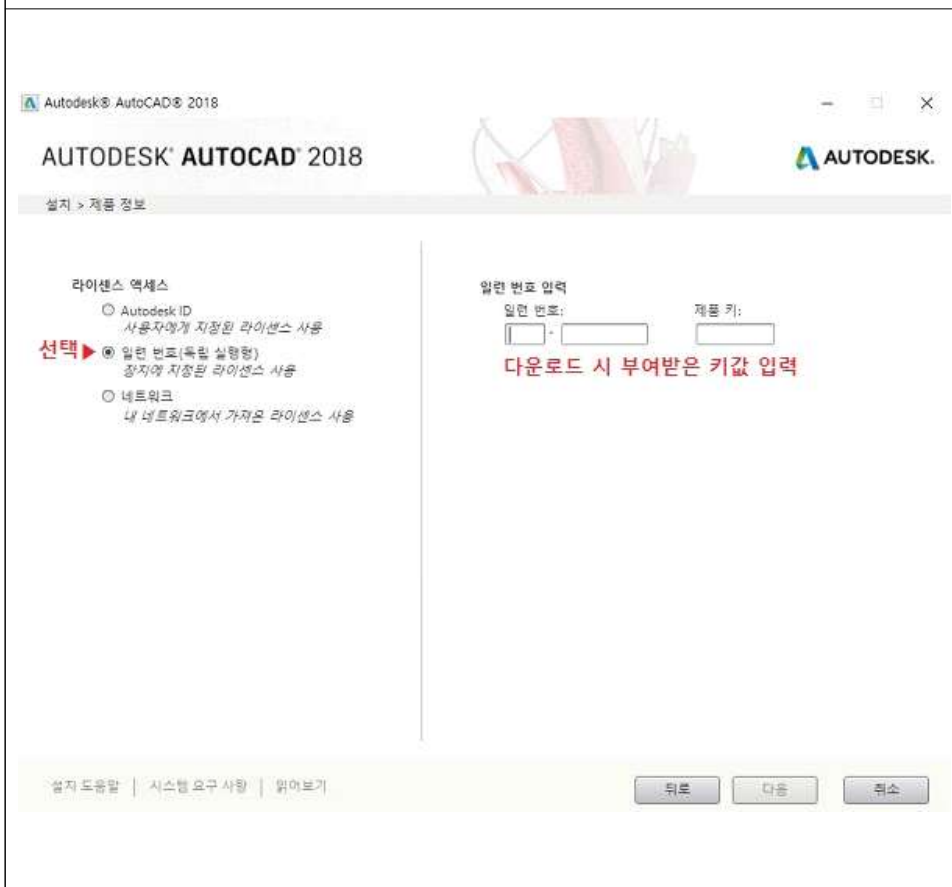 Autodesk® AutoCAD® 2018
AUTODESK® AUTOCAD® 2018
AUTODESK.
설치 > 제품 정보
라이센스 액세스
Autodesk ID
사용자에게 지정된 라이센스 사용
선택▶ 일련 번호(독립 실행형)
장치에 지정된 라이센스 사용
네트워크
내 네트워크에서 가져온 라이센스 사용
일련 번호 입력
일련 번호: 제품 키:
-
다운로드 시 부여받은 키값 입력
설치 도움말 | 시스템 요구 사항 | 읽어보기
뒤로 다음 취소